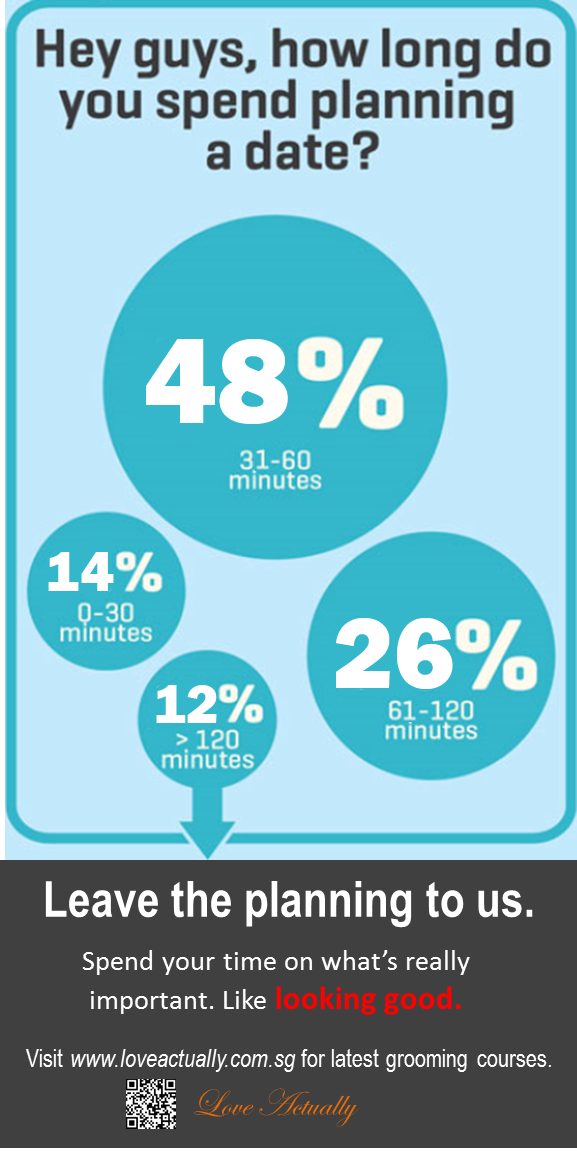 Hey guys, how long do
you spend planning
a date?
48%
31-60
minutes
14%
0-30
minutes
26%
61-120
minutes
12%
> 120
minutes
Leave the planning to us.
Spend your time on what’s really
important. Like looking good.
Visit www.loveactually.com.sg for latest grooming courses.
Love Actually